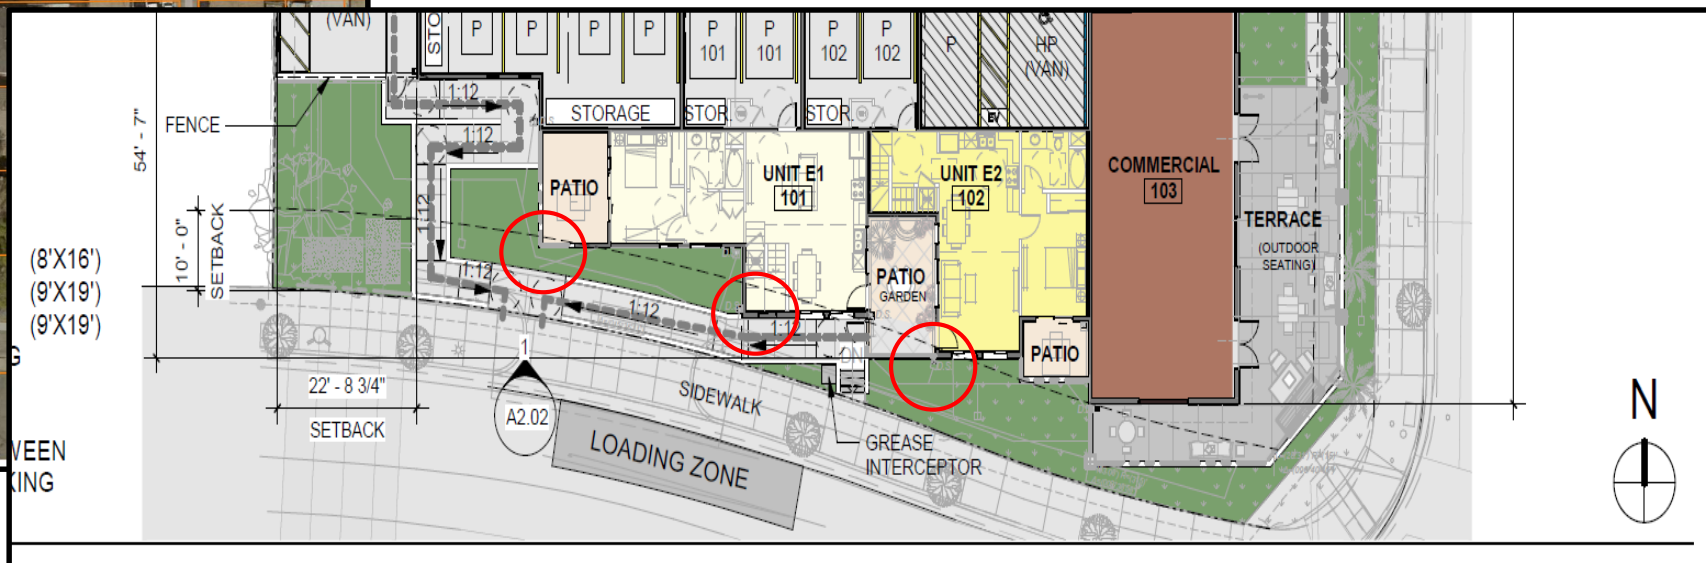 (VAN)
STO
P
P
P
P
P
101
P
101
P
102
P
102
P
HP
(VAN)
1:12
STORAGE
STOR.
STOR.
EV
FENCE
1:12
54' - 7"
PATIO
UNIT E1
101
UNIT E2
102
COMMERCIAL
103
1:12
10' - 0"
SETBACK
TERRACE
(OUTDOOR
SEATING)
(8'X16')
(9'X19')
(9'X19')
G
1:12
1:12
PATIO
GARDEN
D.S.
1:12
DN
PATIO
1
22' - 8 3/4"
SETBACK
SIDEWALK
A2.02
LOADING ZONE
GREASE
INTERCEPTOR
N
WEEN
KING